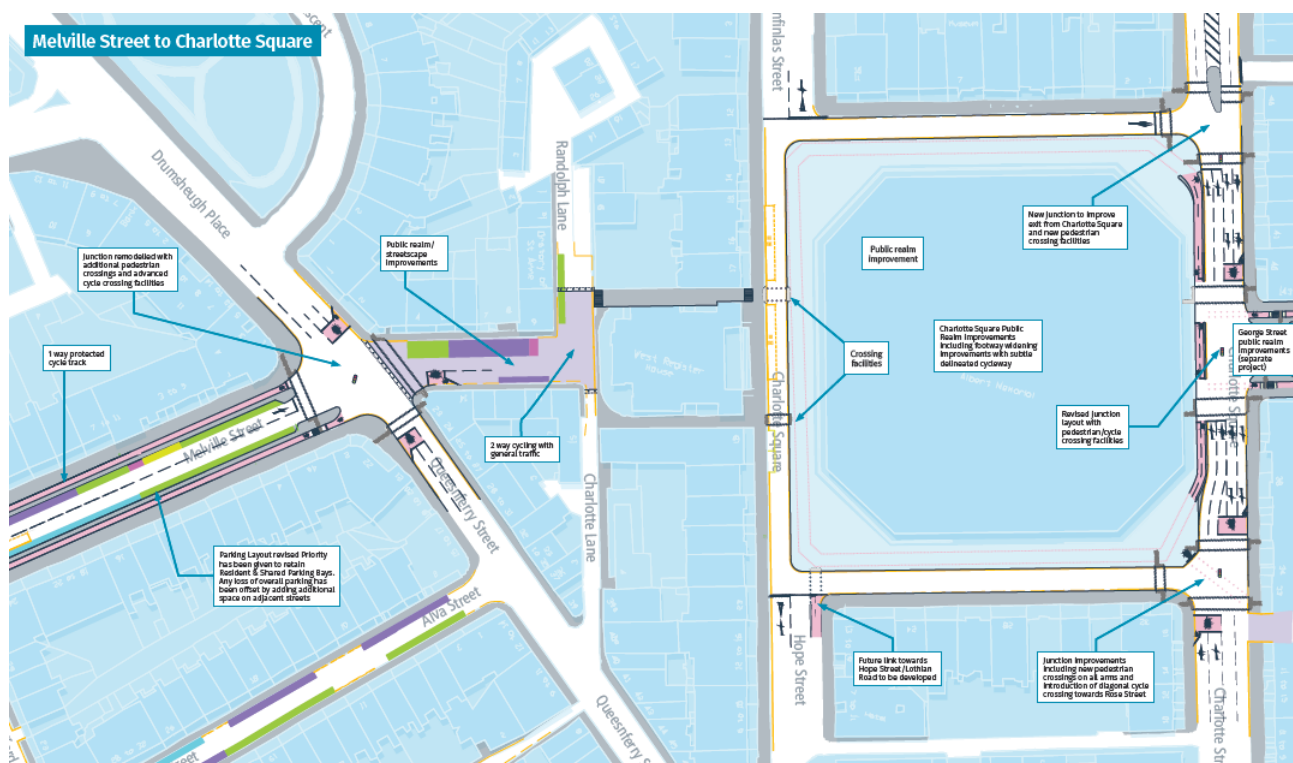 Melville Street to Charlotte Square
Drumsheugh Place
Randolph Lane
Charlotte Square
Junction remodelled with
additional pedestrian
crossings and advanced
cycle crossing facilities
Public realm/
streetscape
improvements
1 way protected
cycle track
Melville Street
2 way cycling with
general traffic
Charlotte Lane
Queensferry Street
Parking Layout revised Priority
has been given to retain
Resident & Shared Parking Bays.
Any loss of overall parking has
been offset by adding additional
space on adjacent streets
Alva Street
West Register
Crossing
facilities
Public realm
improvement
Charlotte Square Public
Realm Improvements
Including footway widening
improvements with subtle
delineated cycleway
Albert Memorial
New junction to improve
exit from Charlotte Square
and new pedestrian
crossing facilities
George Street
public realm
improvements
(separate
project)
Charlotte Square
Revised junction
layout with
pedestrian/cycle
crossing facilities
Future link towards
Hope Street/Lothian
Road to be developed
Hope Street
Junction Improvements
including new pedestrian
crossings on all arms and
introduction of diagonal cycle
crossing towards Rose Street